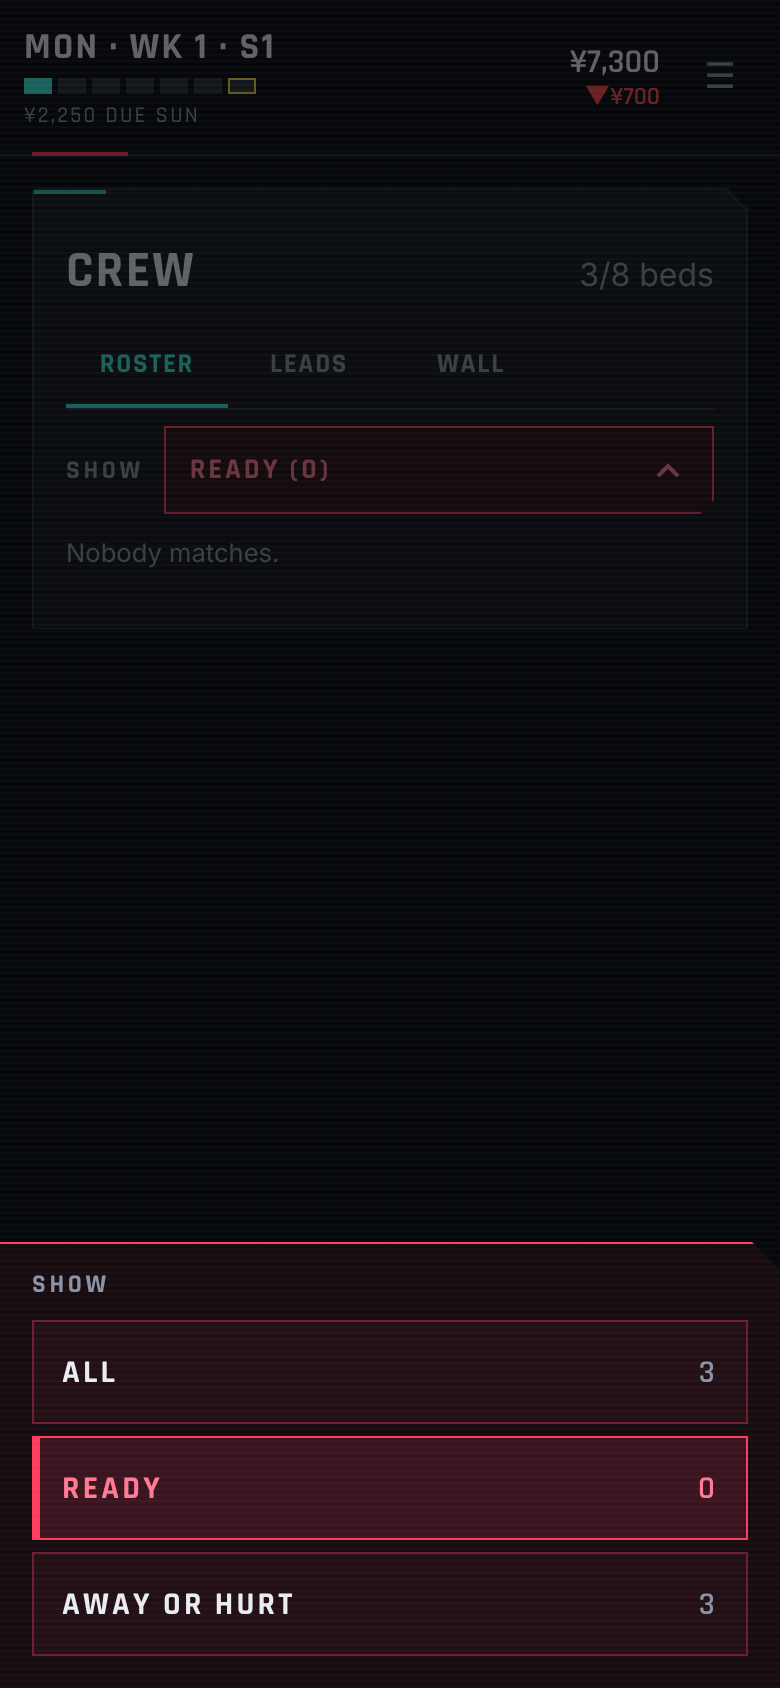 MON · WK 1 · S1
¥7,300
▼¥700
¥2,250 DUE SUN
CREW
3/8 beds
ROSTER LEADS WALL
SHOW READY (0)
Nobody matches.
SHOW
ALL 3
READY 0
AWAY OR HURT 3